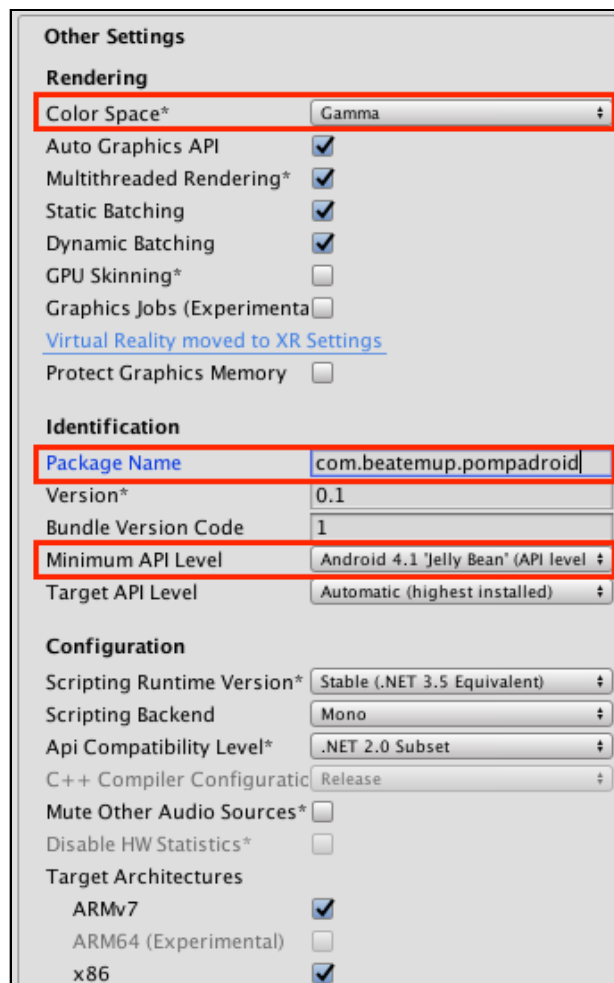 Other Settings
Rendering
Color Space* Gamma
Auto Graphics API
Multithreaded Rendering*
Static Batching
Dynamic Batching
GPU Skinning*
Graphics Jobs (Experimenta
Virtual Reality moved to XR Settings
Protect Graphics Memory
Identification
Package Name com.beatemup.pompadroid
Version* 0.1
Bundle Version Code 1
Minimum API Level Android 4.1 'Jelly Bean' (API level
Target API Level Automatic (highest installed)
Configuration
Scripting Runtime Version* Stable (.NET 3.5 Equivalent)
Scripting Backend Mono
Api Compatibility Level* .NET 2.0 Subset
C++ Compiler Configuratic Release
Mute Other Audio Sources*
Disable HW Statistics*
Target Architectures
ARMv7
ARM64 (Experimental)
x86